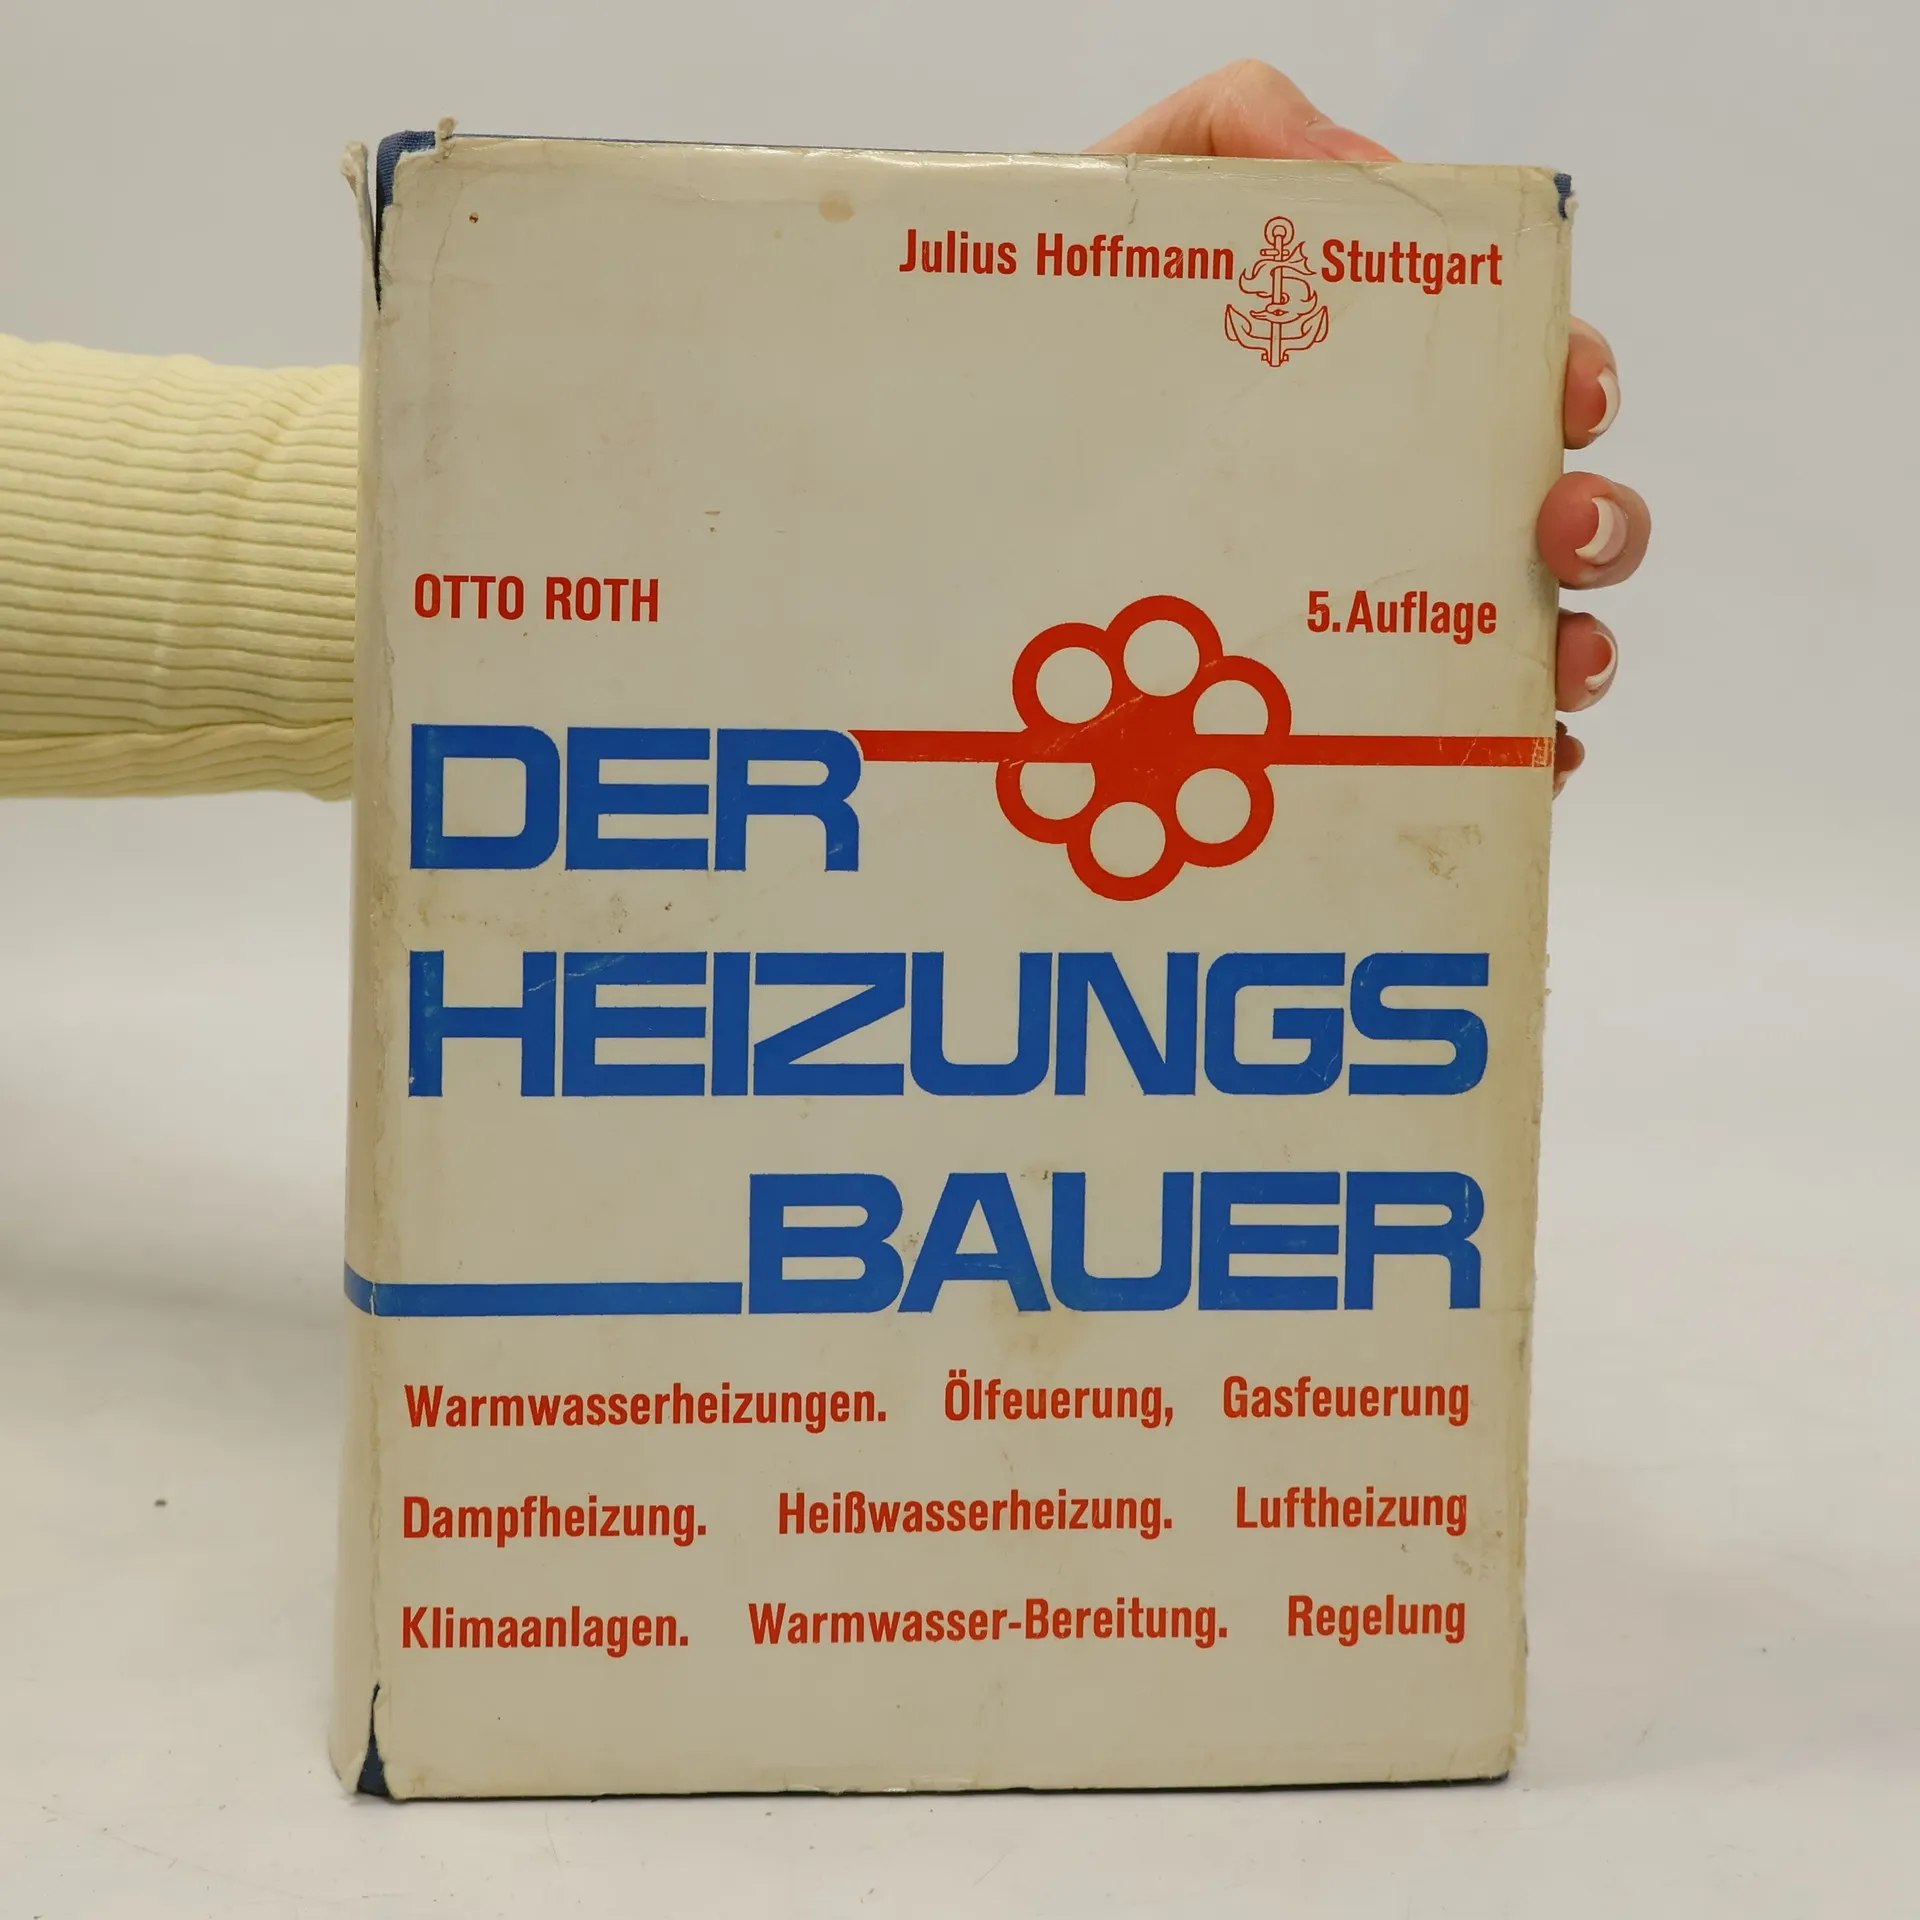 Julius Hoffmann Stuttgart
OTTO ROTH 5. Auflage
DER
HEIZUNGS
BAUER
Warmwasserheizungen. Ölfeuerung, Gasfeuerung
Dampfheizung. Heißwasserheizung. Luftheizung
Klimaanlagen. Warmwasser-Bereitung. Regelung